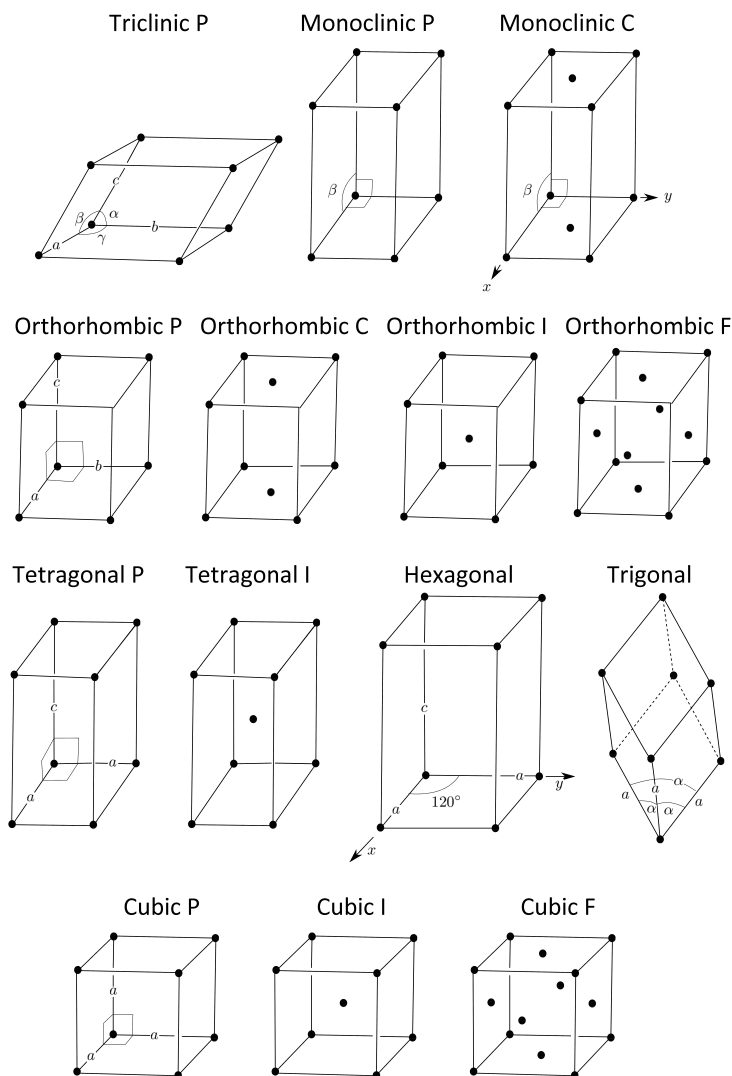 Triclinic P Monoclinic P Monoclinic C
c
β α
b
a γ
β
β y
x
Orthorhombic P Orthorhombic C Orthorhombic I Orthorhombic F
c
b
a
Tetragonal P Tetragonal I Hexagonal Trigonal
c
a
a
c
a y
a 120°
x
α
a a a
α α
Cubic P Cubic I Cubic F
a
a
a